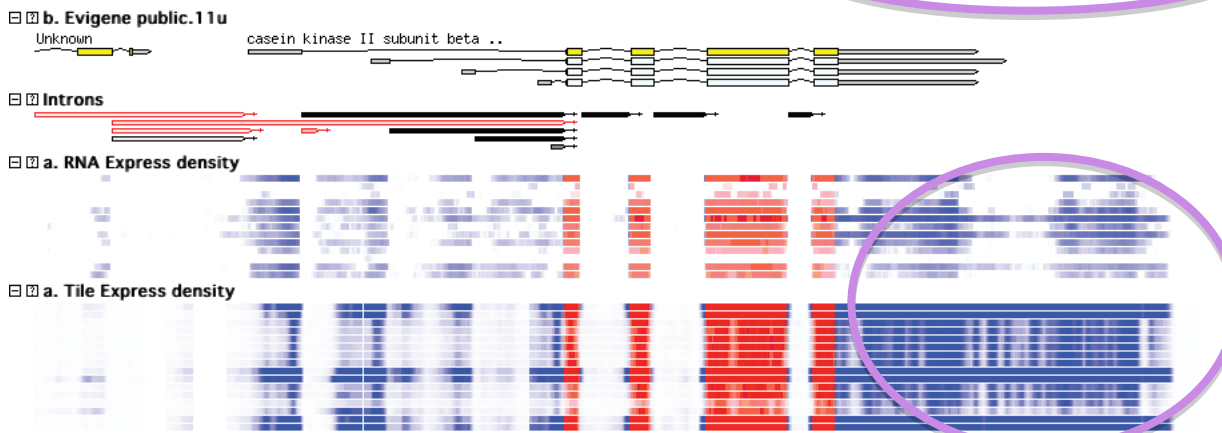 b. Evigene public.11u
Unknown casein kinase II subunit beta ..
Introns
a. RNA Express density
a. Tile Express density